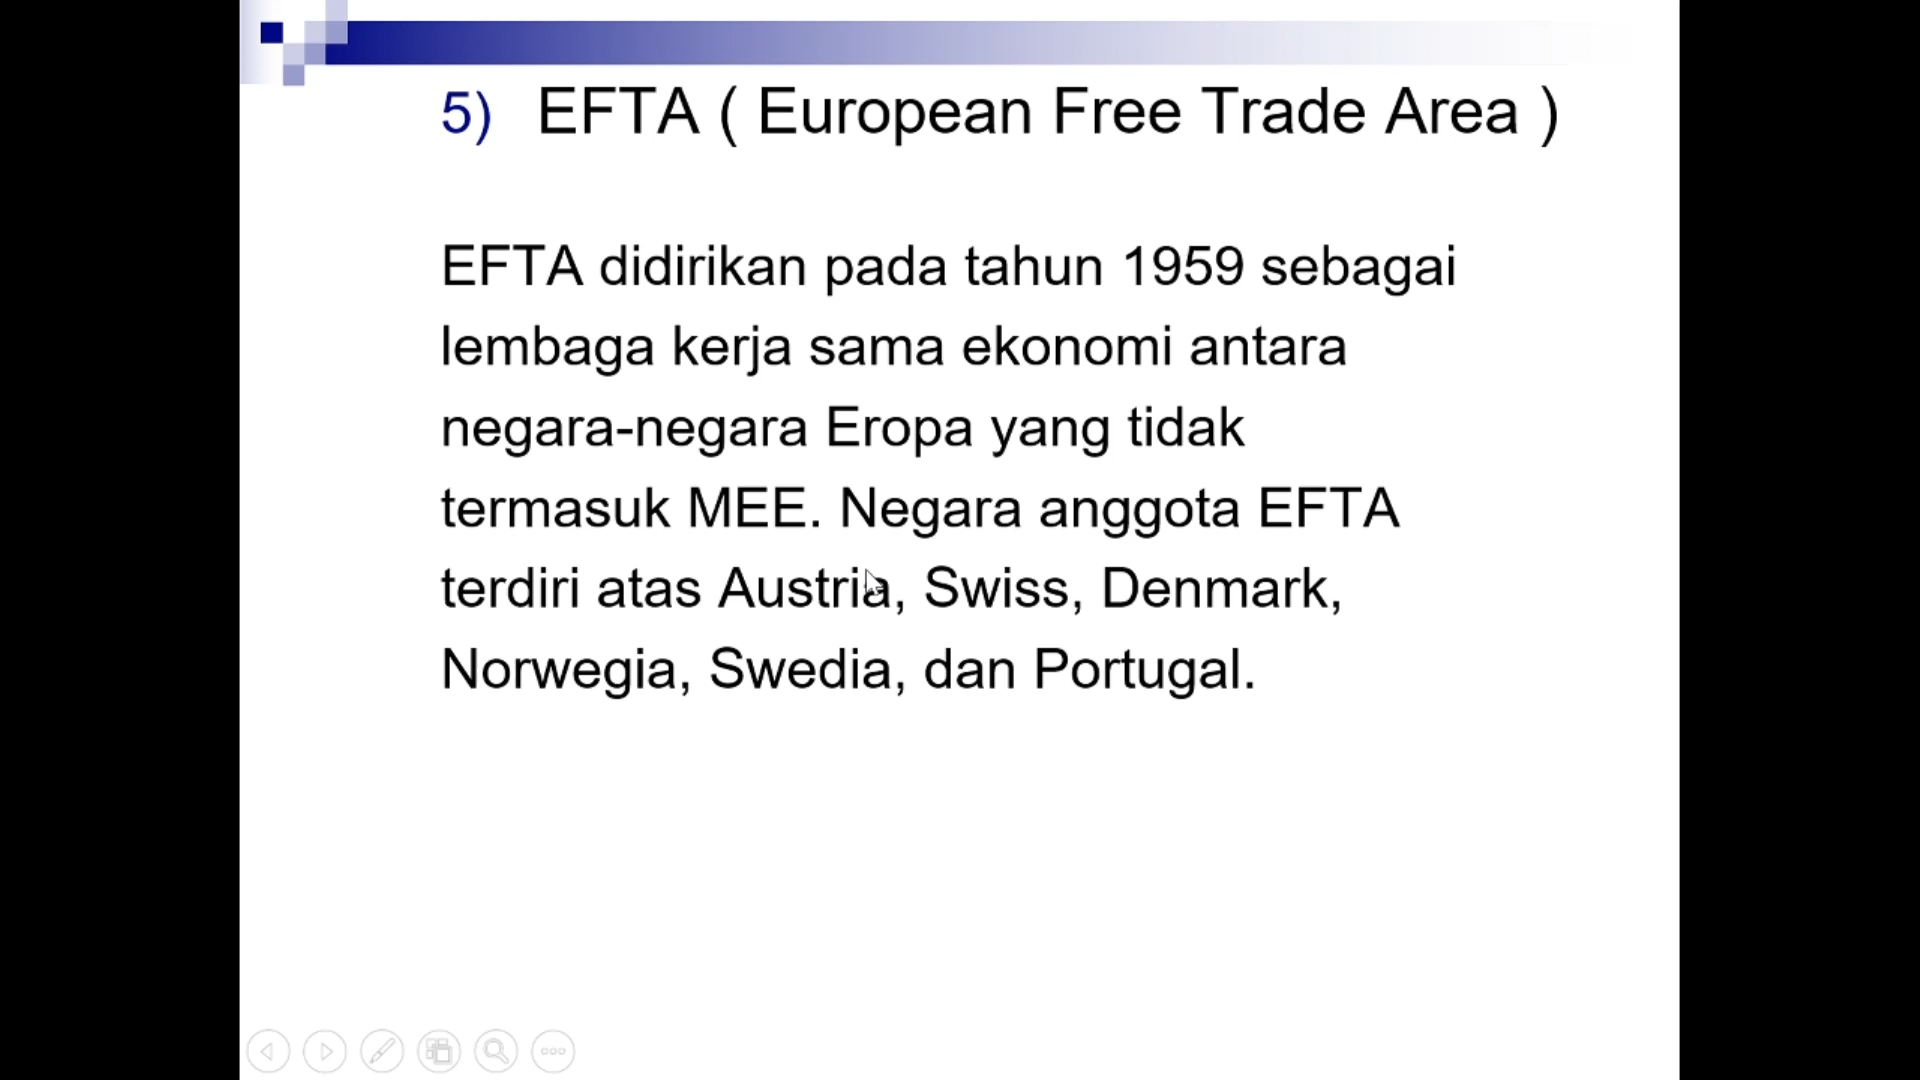 5) EFTA ( European Free Trade Area )
EFTA didirikan pada tahun 1959 sebagai
lembaga kerja sama ekonomi antara
negara-negara Eropa yang tidak
termasuk MEE. Negara anggota EFTA
terdiri atas Austria, Swiss, Denmark,
Norwegia, Swedia, dan Portugal.